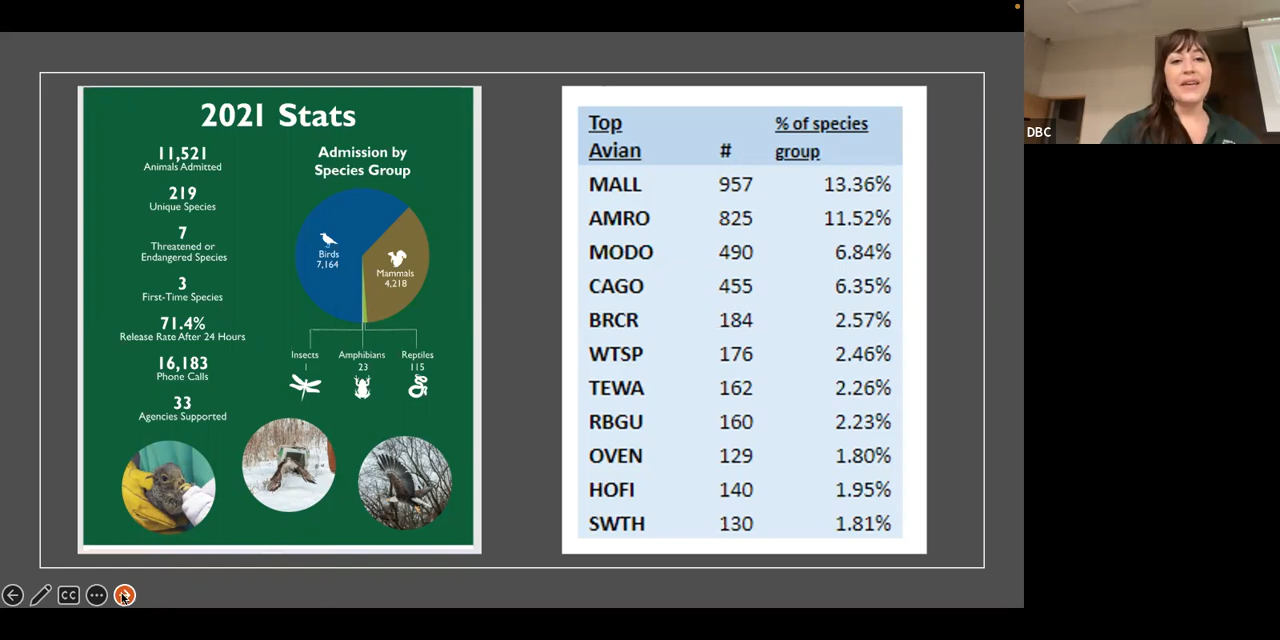 2021 Stats
11,521
Animals Admitted
219
Unique Species
7
Threatened or
Endangered Species
3
First-Time Species
71.4%
Release Rate After 24 Hours
16,183
Phone Calls
33
Agencies Supported
Admission by
Species Group
Birds
7,164
Mammals
4,218
Insects
1
Amphibians
23
Reptiles
115
Top
Avian # % of species
group
MALL 957 13.36%
AMRO 825 11.52%
MODO 490 6.84%
CAGO 455 6.35%
BRCR 184 2.57%
WTSP 176 2.46%
TEWA 162 2.26%
RBGU 160 2.23%
OVEN 129 1.80%
HOFI 140 1.95%
SWTH 130 1.81%
DBC
CC